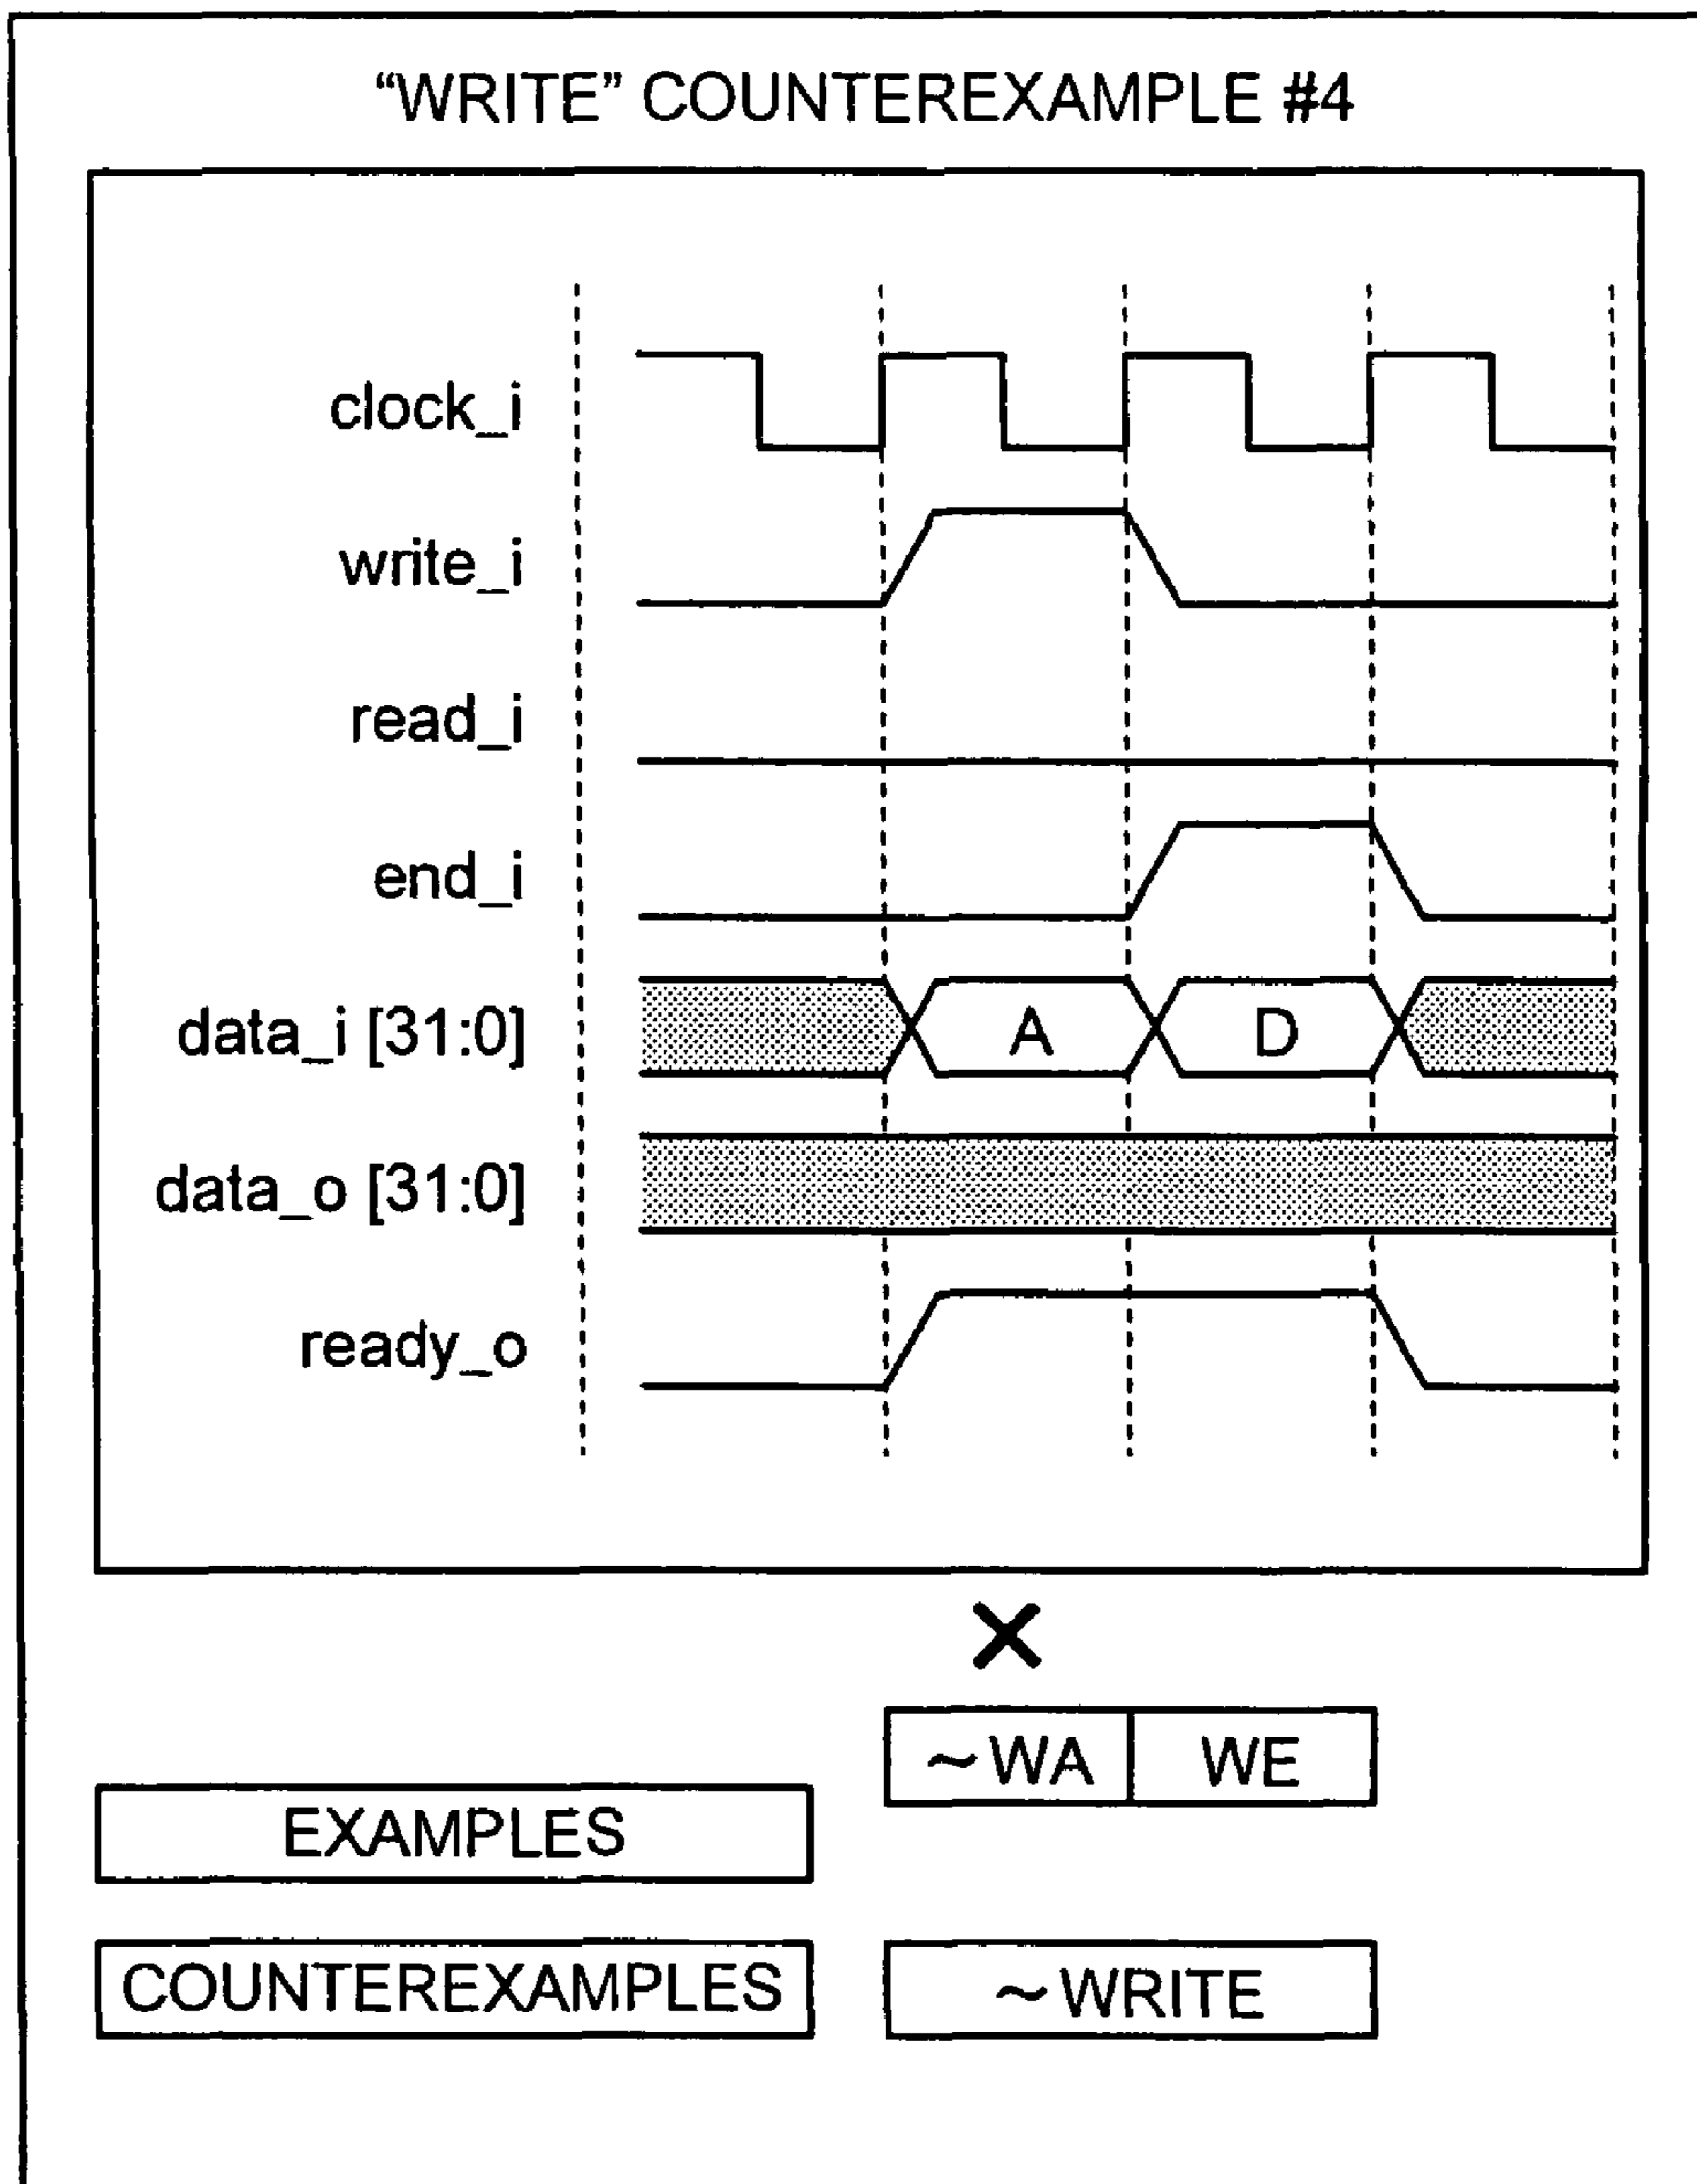 “WRITE” COUNTEREXAMPLE #4
clock_i
write_i
read_i
end_i
data_i [31:0]
A
D
data_o [31:0]
ready_o
~WA
WE
EXAMPLES
COUNTEREXAMPLES
~WRITE